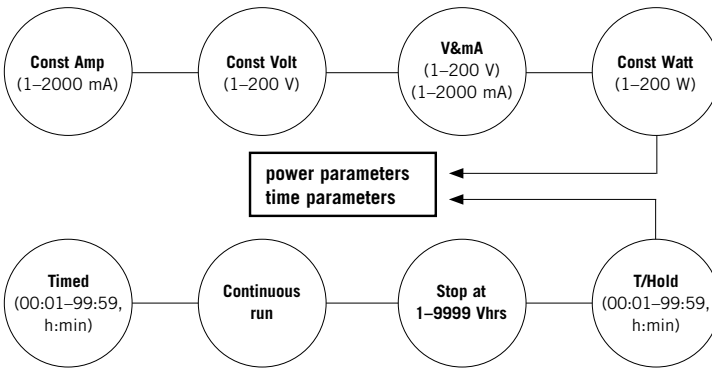 Const Amp
(1–2000 mA)
Const Volt
(1–200 V)
V&mA
(1–200 V)
(1–2000 mA)
Const Watt
(1–200 W)
power parameters
time parameters
Timed
(00:01–99:59,
h:min)
Continuous
run
Stop at
1–9999 Vhrs
T/Hold
(00:01–99:59,
h:min)